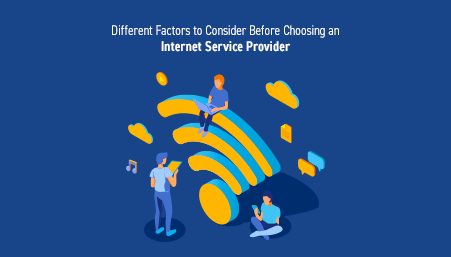 Different Factors to Consider Before Choosing an
Internet Service Provider